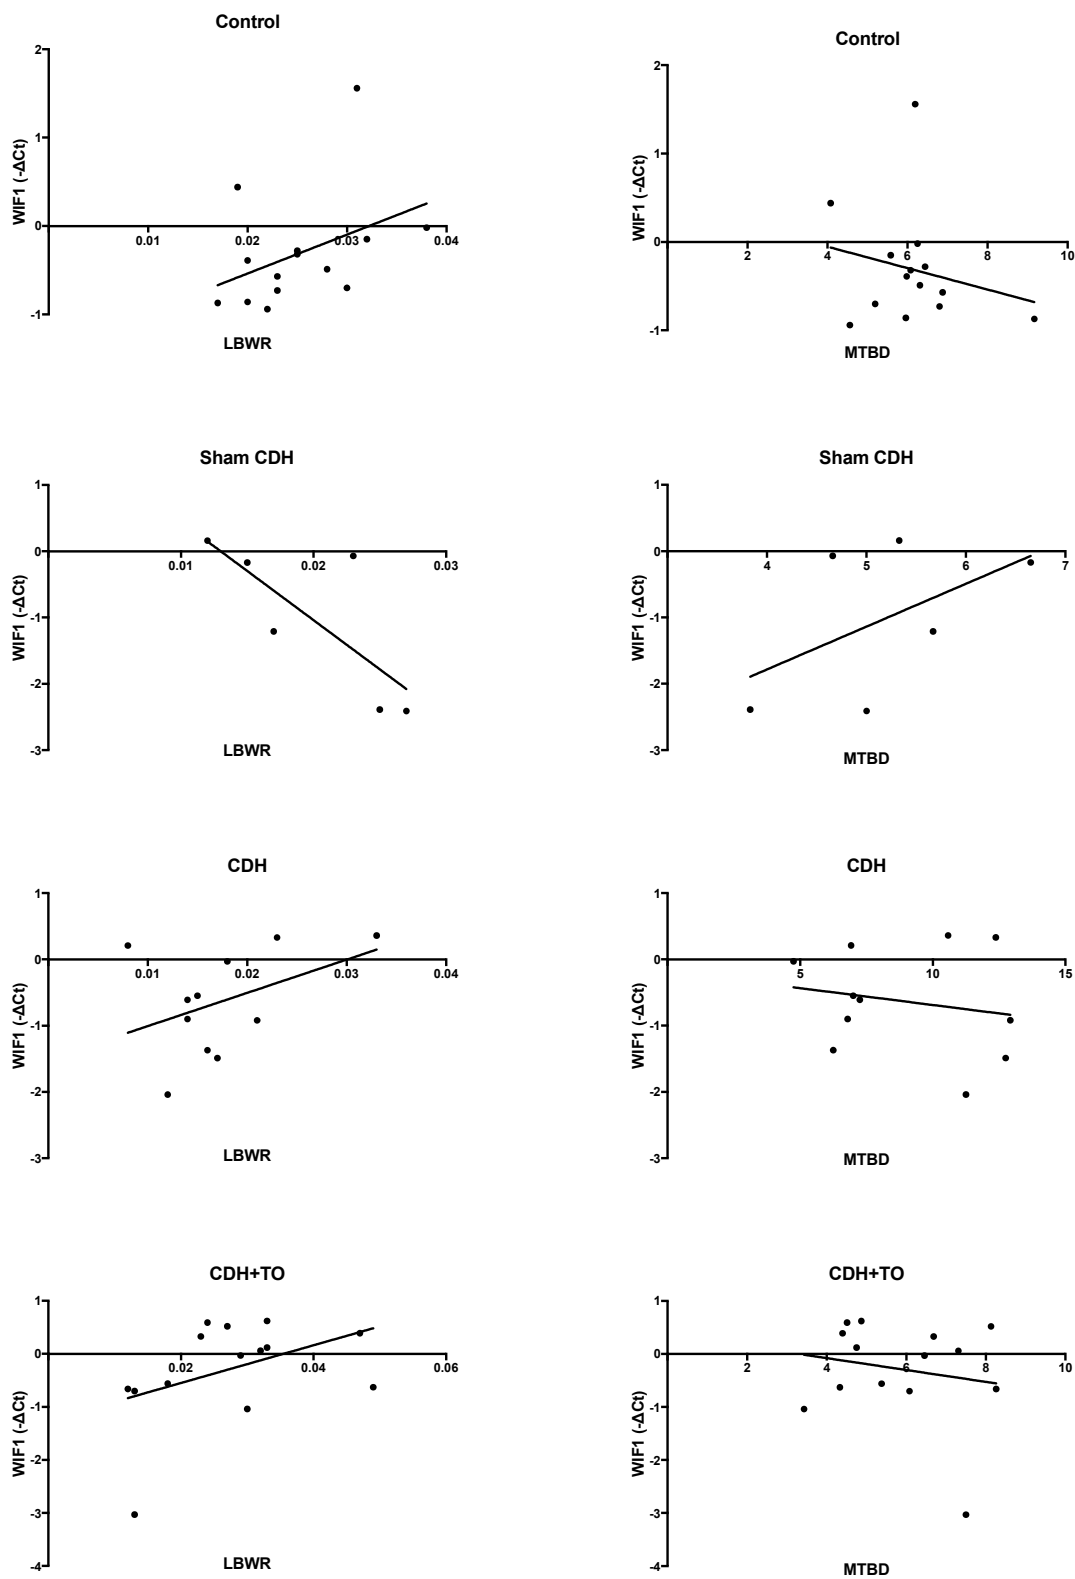 Control
WIF1 (-ΔCt)
2
1
0
-1
0.01
0.02
0.03
0.04
LBWR
Control
WIF1 (-ΔCt)
2
1
0
-1
2
4
6
8
10
MTBD
Sham CDH
WIF1 (-ΔCt)
1
0
-1
-2
-3
0.01
0.02
0.03
LBWR
Sham CDH
WIF1 (-ΔCt)
1
0
-1
-2
-3
4
5
6
7
MTBD
CDH
WIF1 (-ΔCt)
1
0
-1
-2
-3
0.01
0.02
0.03
0.04
LBWR
CDH
WIF1 (-ΔCt)
1
0
-1
-2
-3
5
10
15
MTBD
CDH+TO
WIF1 (-ΔCt)
1
0
-1
-2
-3
-4
0.02
0.04
0.06
LBWR
CDH+TO
WIF1 (-ΔCt)
1
0
-1
-2
-3
-4
2
4
6
8
10
MTBD